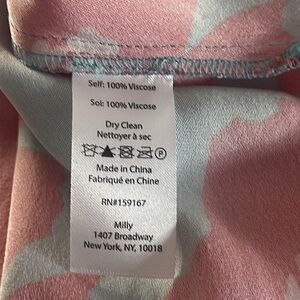 Self: 100% Viscose
Soi: 100% Viscose
Dry Clean
Nettoyer à sec
P
Made in China
Fabriqué en Chine
RN#159167
Milly
1407 Broadway
New York, NY, 10018